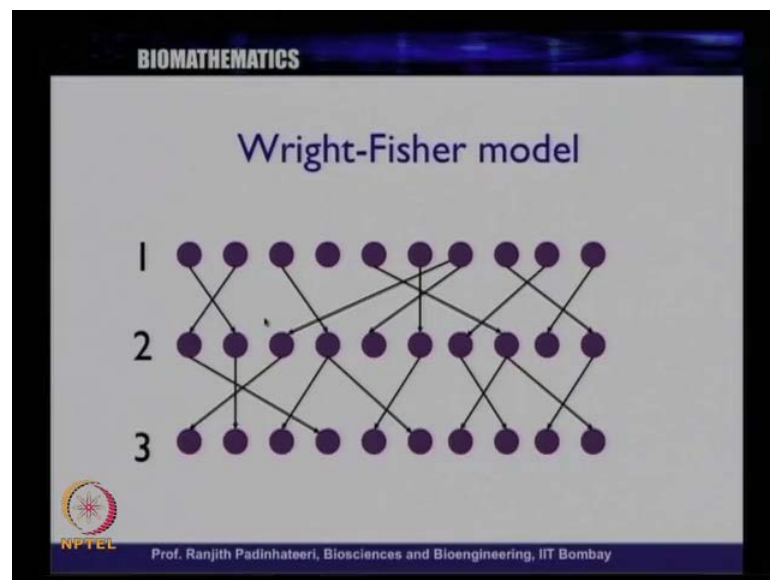 BIOMATHEMATICS
Wright-Fisher model
1
2
3
NPTEL
Prof. Ranjith Padinhateeri, Biosciences and Bioengineering, IIT Bombay